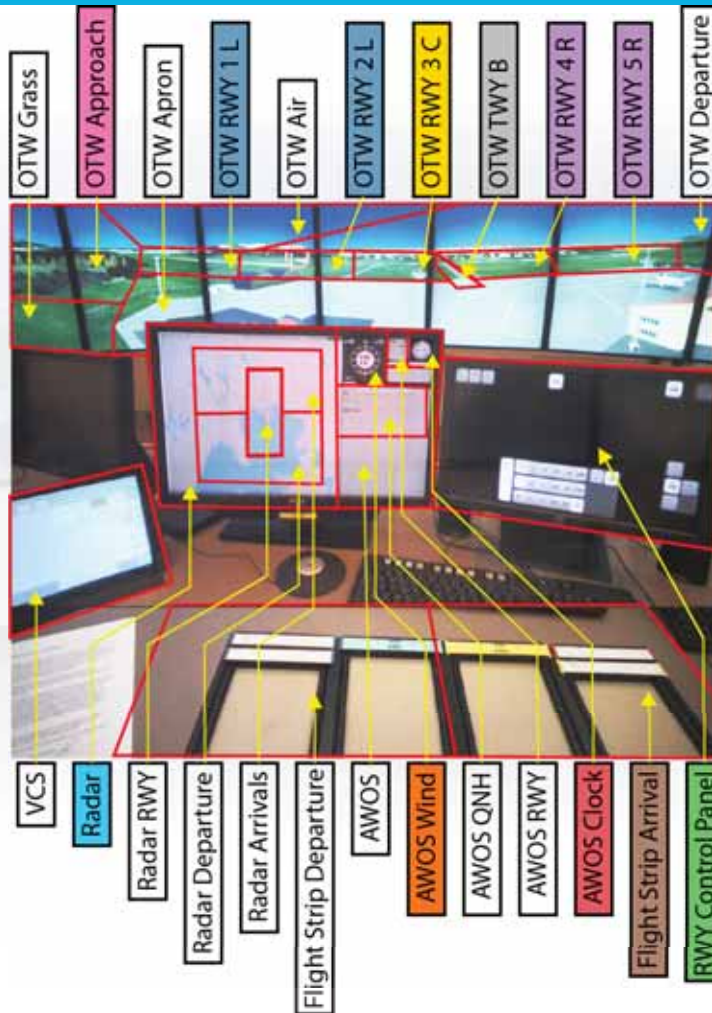 OTW Grass
OTW Approach
OTW Apron
OTW RWY 1 L
OTW Air
OTW RWY 2 L
OTW RWY 3 C
OTW TWY B
OTW RWY 4 R
OTW RWY 5 R
OTW Departure
VCS
Radar
Radar RWY
Radar Departure
Radar Arrivals
Flight Strip Departure
AWOS
AWOS Wind
AWOS QNH
AWOS RWY
AWOS Clock
Flight Strip Arrival
RWY Control Panel